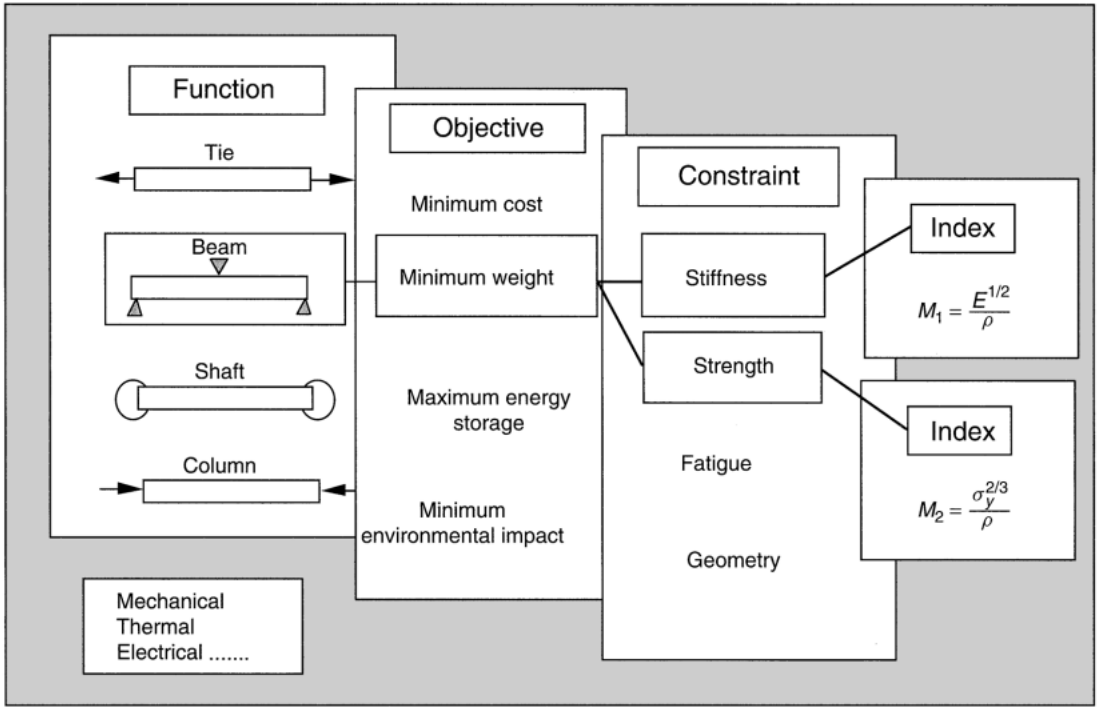 Function
Tie
Beam
Shaft
Column
Mechanical
Thermal
Electrical .......
Objective
Minimum cost
Minimum weight
Maximum energy
storage
Minimum
environmental impact
Constraint
Stiffness
Strength
Fatigue
Geometry
Index
M₁ = E^{1/2}/ρ
Index
M₂ = σ_y^{2/3}/ρ